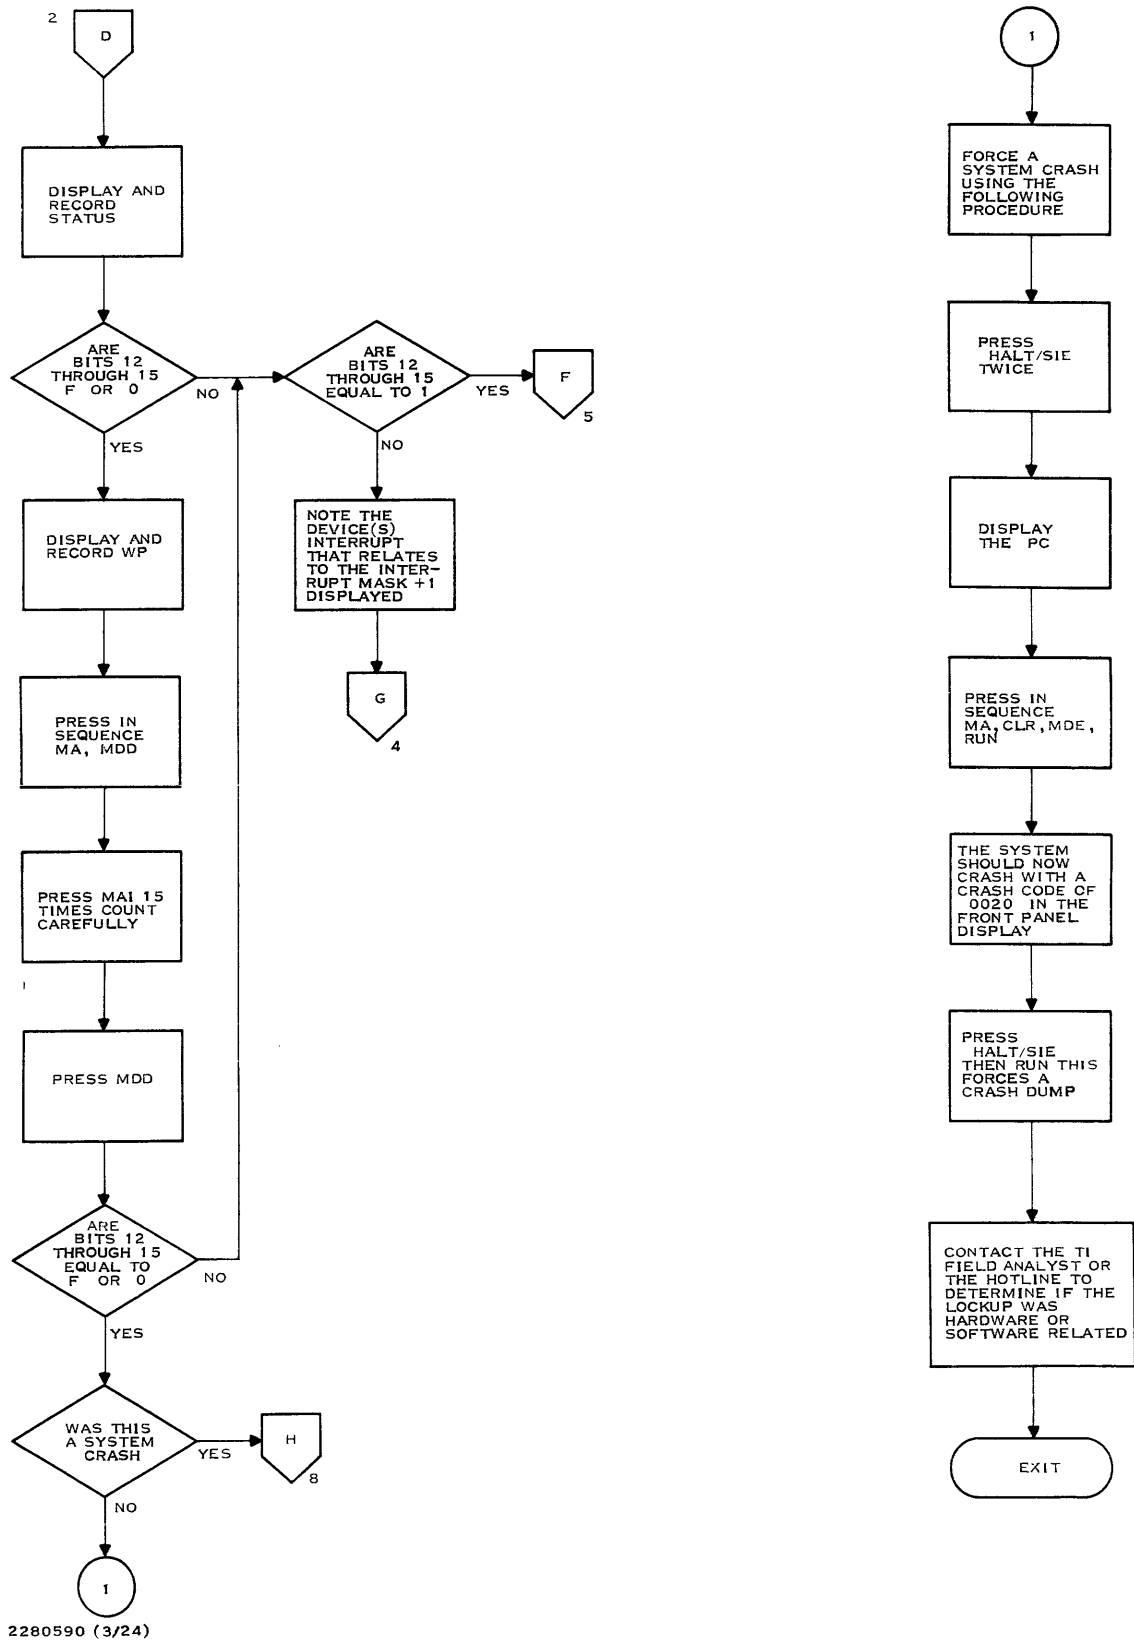 2
D
DISPLAY AND
RECORD
STATUS
ARE
BITS 12
THROUGH 15
F OR 0
NO
YES
ARE
BITS 12
THROUGH 15
EQUAL TO 1
YES
F
5
NO
NOTE THE
DEVICE(S)
INTERRUPT
THAT RELATES
TO THE INTER-
RUPT MASK +1
DISPLAYED
G
4
DISPLAY AND
RECORD WP
PRESS IN
SEQUENCE
MA, MDD
PRESS MAI 15
TIMES COUNT
CAREFULLY
PRESS MDD
ARE
BITS 12
THROUGH 15
EQUAL TO
F OR 0
NO
YES
WAS THIS
A SYSTEM
CRASH
YES
H
8
NO
1
2280590 (3/24)
1
FORCE A
SYSTEM CRASH
USING THE
FOLLOWING
PROCEDURE
PRESS
HALT/SIE
TWICE
DISPLAY
THE PC
PRESS IN
SEQUENCE
MA, CLR, MDE,
RUN
THE SYSTEM
SHOULD NOW
CRASH WITH A
CRASH CODE OF
0020 IN THE
FRONT PANEL
DISPLAY
PRESS
HALT/SIE
THEN RUN THIS
FORCES A
CRASH DUMP
CONTACT THE TI
FIELD ANALYST OR
THE HOTLINE TO
DETERMINE IF THE
LOCKUP WAS
HARDWARE OR
SOFTWARE RELATED
EXIT